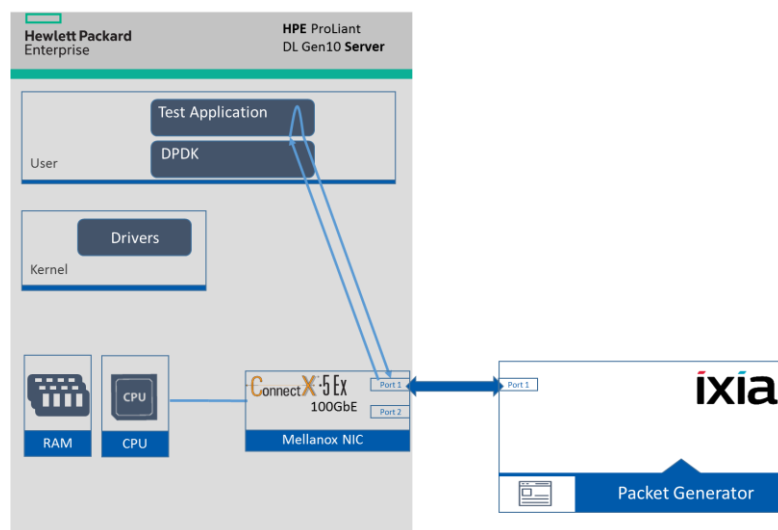 Hewlett Packard
Enterprise
HPE ProLiant
DL Gen10 Server
Test Application
DPDK
User
Drivers
Kernel
RAM
CPU
CPU
ConnectX·5 Ex
100GbE
Port 1
Port 2
Mellanox NIC
Port 1
ixia
Packet Generator